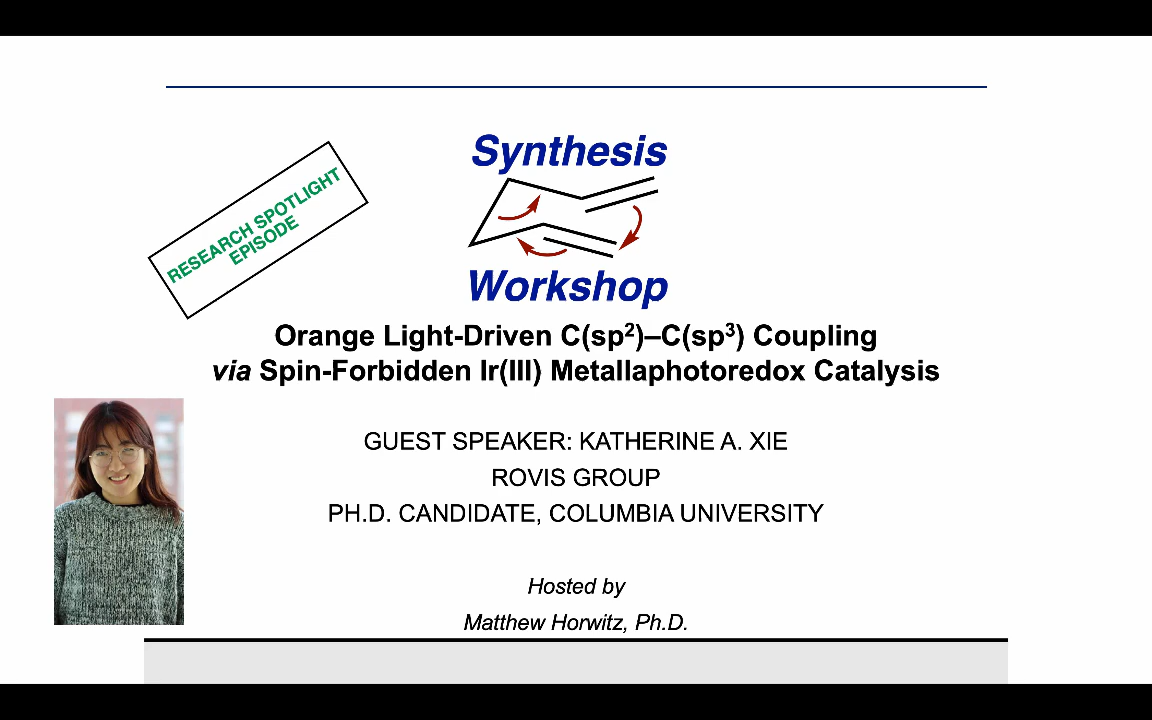 Synthesis
RESEARCH SPOTLIGHT
EPISODE
Workshop
Orange Light-Driven C(sp²)–C(sp³) Coupling
via Spin-Forbidden Ir(III) Metallaphotoredox Catalysis
GUEST SPEAKER: KATHERINE A. XIE
ROVIS GROUP
PH.D. CANDIDATE, COLUMBIA UNIVERSITY
Hosted by
Matthew Horwitz, Ph.D.